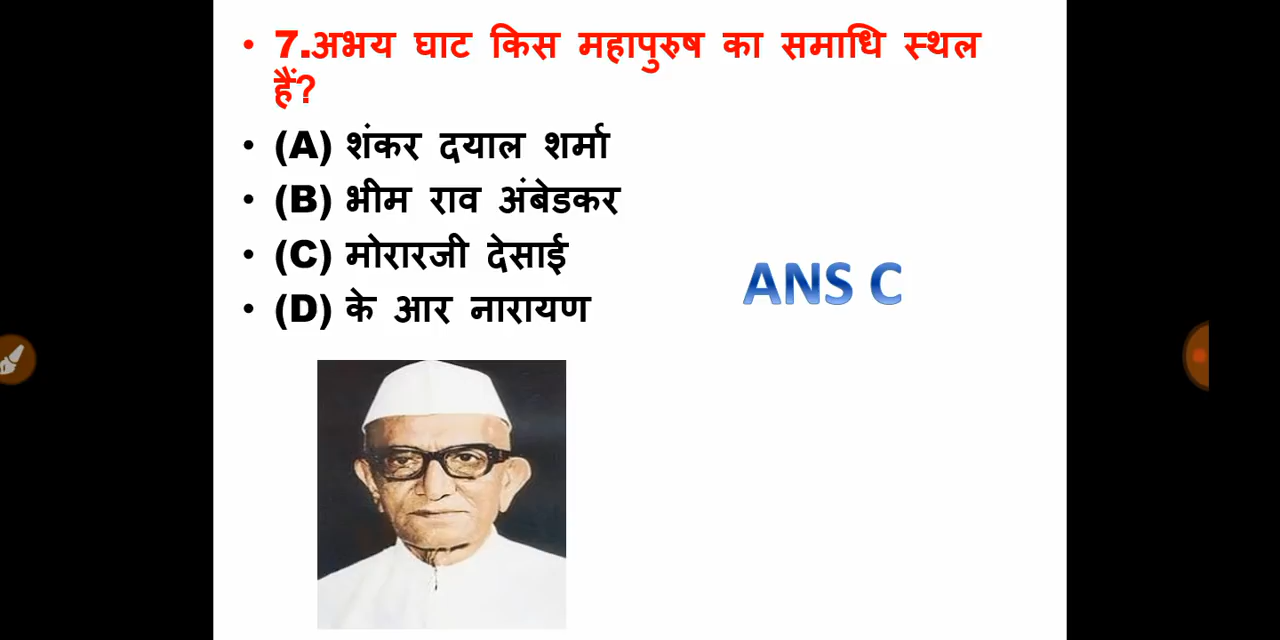 • 7.अभय घाट किस महापुरुष का समाधि स्थल
हैं?
• (A) शंकर दयाल शर्मा
• (B) भीम राव अंबेडकर
• (C) मोरारजी देसाई
• (D) के आर नारायण
ANS C